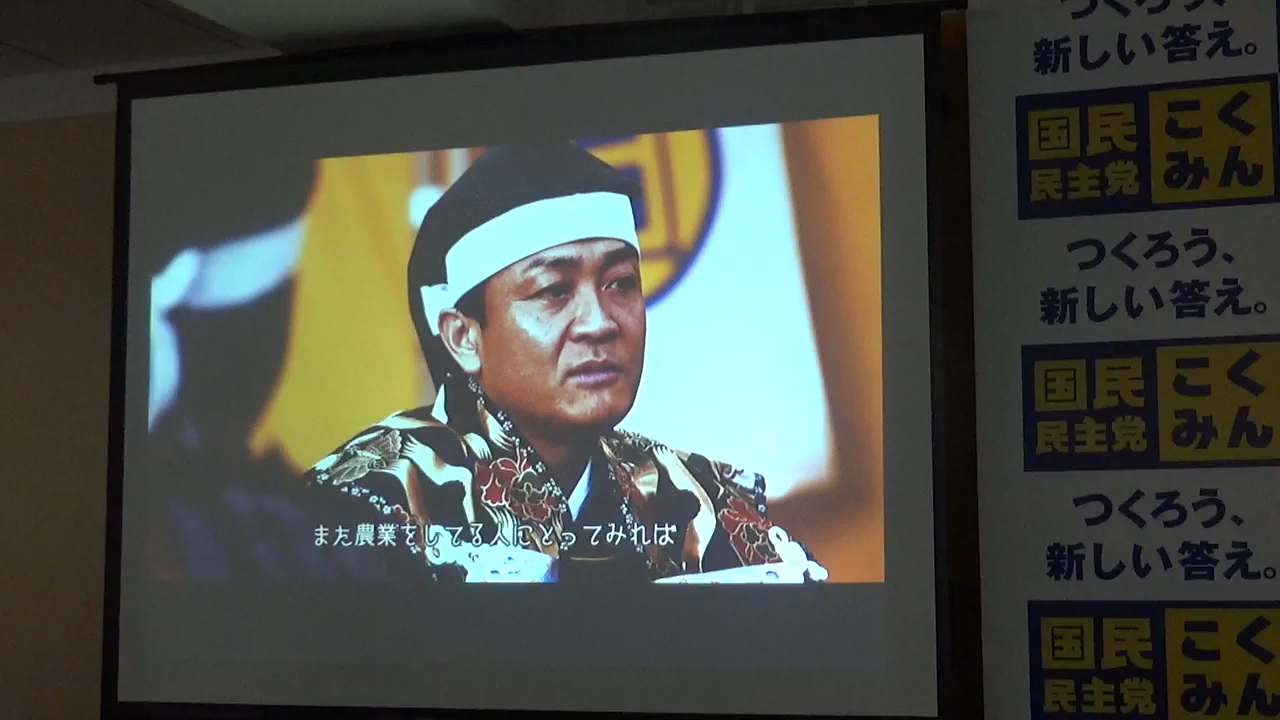 また農業をしてる人にとってみれは
つくろう、
新しい答え。
国民
民主党
こく
みん
つくろう、
新しい答え。
国民
民主党
こく
みん
つくろう、
新しい答え。
国民
民主党
こく
みん